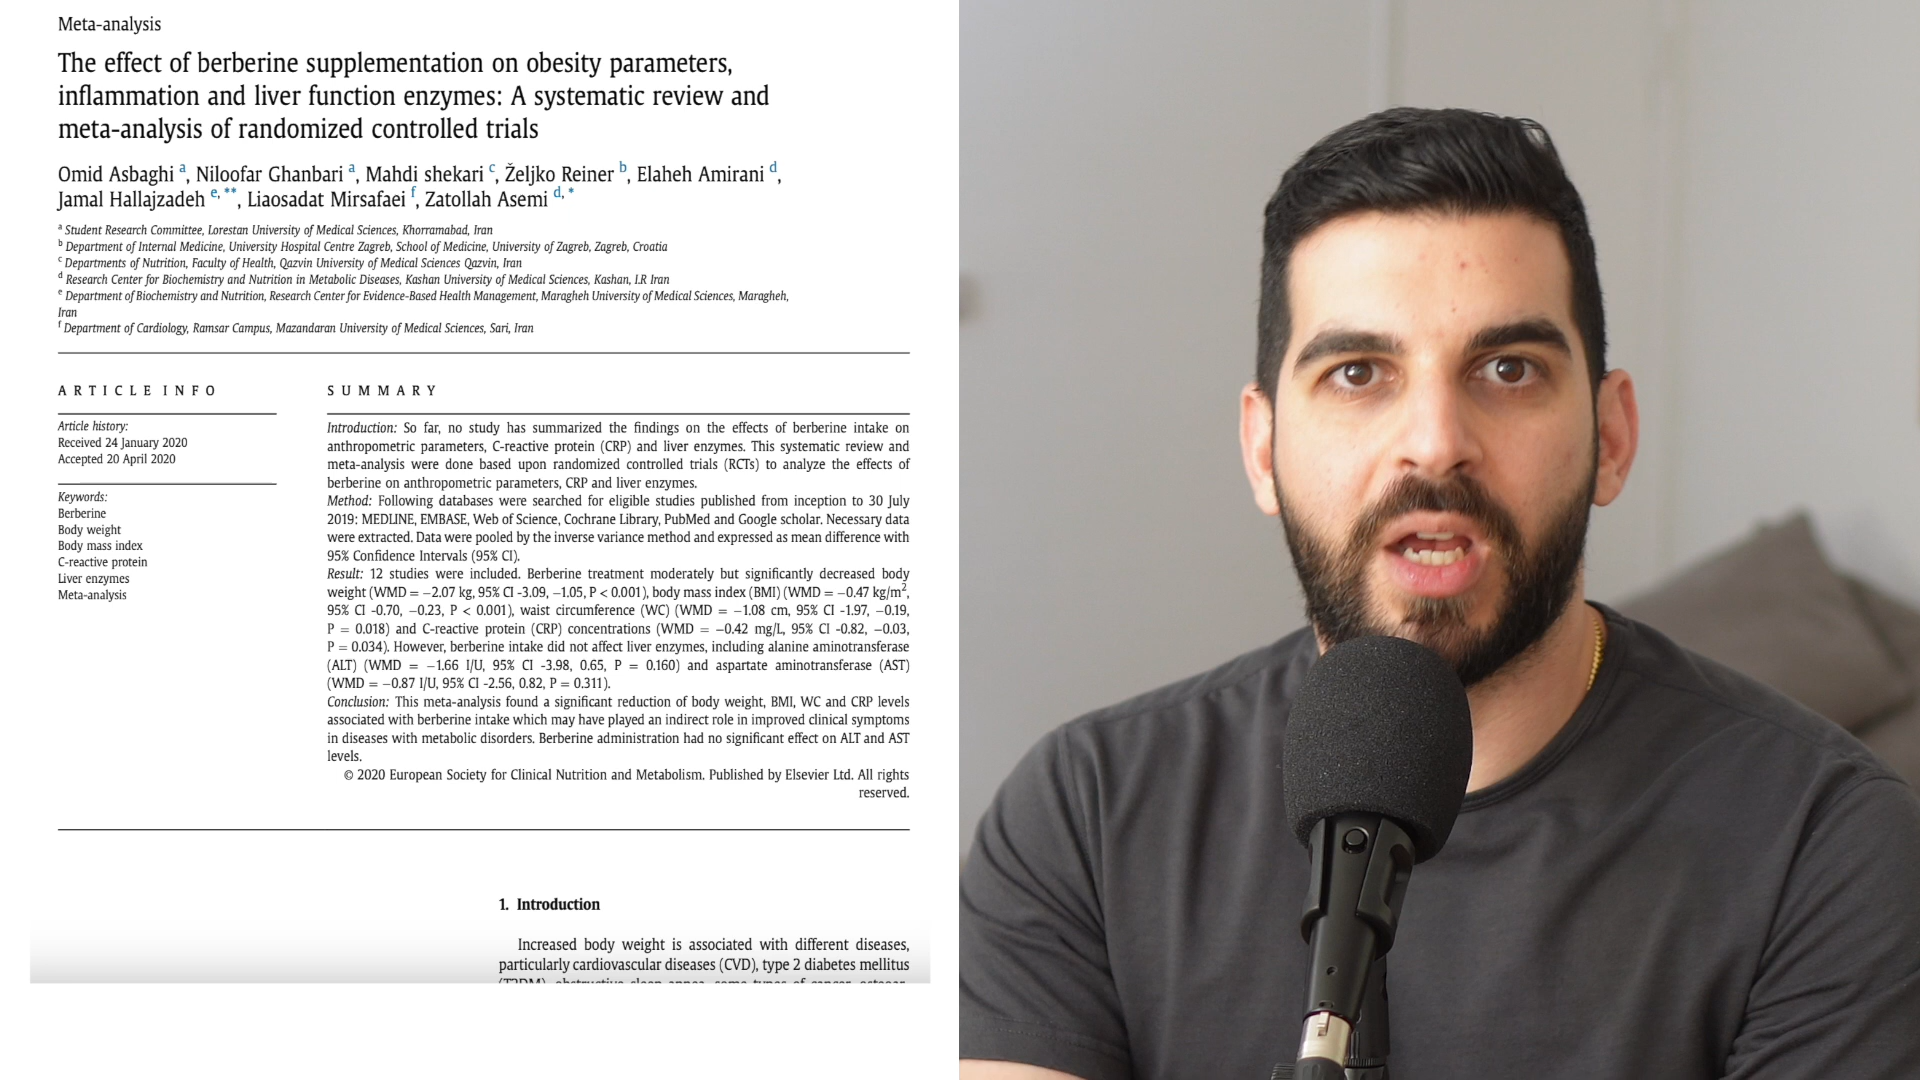 Meta-analysis
The effect of berberine supplementation on obesity parameters,
inflammation and liver function enzymes: A systematic review and
meta-analysis of randomized controlled trials
Omid Asbaghi a, Niloofar Ghanbari a, Mahdi shekari c, Željko Reiner b, Elaheh Amirani d,
Jamal Hallajzadeh e, **, Liaosadat Mirsafaei f, Zatollah Asemi d, *
a Student Research Committee, Lorestan University of Medical Sciences, Khorramabad, Iran
b Department of Internal Medicine, University Hospital Centre Zagreb, School of Medicine, University of Zagreb, Zagreb, Croatia
c Departments of Nutrition, Faculty of Health, Qazvin University of Medical Sciences Qazvin, Iran
d Research Center for Biochemistry and Nutrition in Metabolic Diseases, Kashan University of Medical Sciences, Kashan, I.R Iran
e Department of Biochemistry and Nutrition, Research Center for Evidence-Based Health Management, Maragheh University of Medical Sciences, Maragheh,
Iran
f Department of Cardiology, Ramsar Campus, Mazandaran University of Medical Sciences, Sari, Iran
ARTICLE INFO
Article history:
Received 24 January 2020
Accepted 20 April 2020
Keywords:
Berberine
Body weight
Body mass index
C-reactive protein
Liver enzymes
Meta-analysis
SUMMARY
Introduction: So far, no study has summarized the findings on the effects of berberine intake on
anthropometric parameters, C-reactive protein (CRP) and liver enzymes. This systematic review and
meta-analysis were done based upon randomized controlled trials (RCTs) to analyze the effects of
berberine on anthropometric parameters, CRP and liver enzymes.
Method: Following databases were searched for eligible studies published from inception to 30 July
2019: MEDLINE, EMBASE, Web of Science, Cochrane Library, PubMed and Google scholar. Necessary data
were extracted. Data were pooled by the inverse variance method and expressed as mean difference with
95% Confidence Intervals (95% CI).
Result: 12 studies were included. Berberine treatment moderately but significantly decreased body
weight (WMD = −2.07 kg, 95% CI -3.09, −1.05, P < 0.001), body mass index (BMI) (WMD = −0.47 kg/m2,
95% CI -0.70, −0.23, P < 0.001), waist circumference (WC) (WMD = −1.08 cm, 95% CI -1.97, −0.19,
P = 0.018) and C-reactive protein (CRP) concentrations (WMD = −0.42 mg/L, 95% CI -0.82, −0.03,
P = 0.034). However, berberine intake did not affect liver enzymes, including alanine aminotransferase
(ALT) (WMD = −1.66 I/U, 95% CI -3.98, 0.65, P = 0.160) and aspartate aminotransferase (AST)
(WMD = −0.87 I/U, 95% CI -2.56, 0.82, P = 0.311).
Conclusion: This meta-analysis found a significant reduction of body weight, BMI, WC and CRP levels
associated with berberine intake which may have played an indirect role in improved clinical symptoms
in diseases with metabolic disorders. Berberine administration had no significant effect on ALT and AST
levels.
© 2020 European Society for Clinical Nutrition and Metabolism. Published by Elsevier Ltd. All rights
reserved.
1. Introduction
Increased body weight is associated with different diseases,
particularly cardiovascular diseases (CVD), type 2 diabetes mellitus